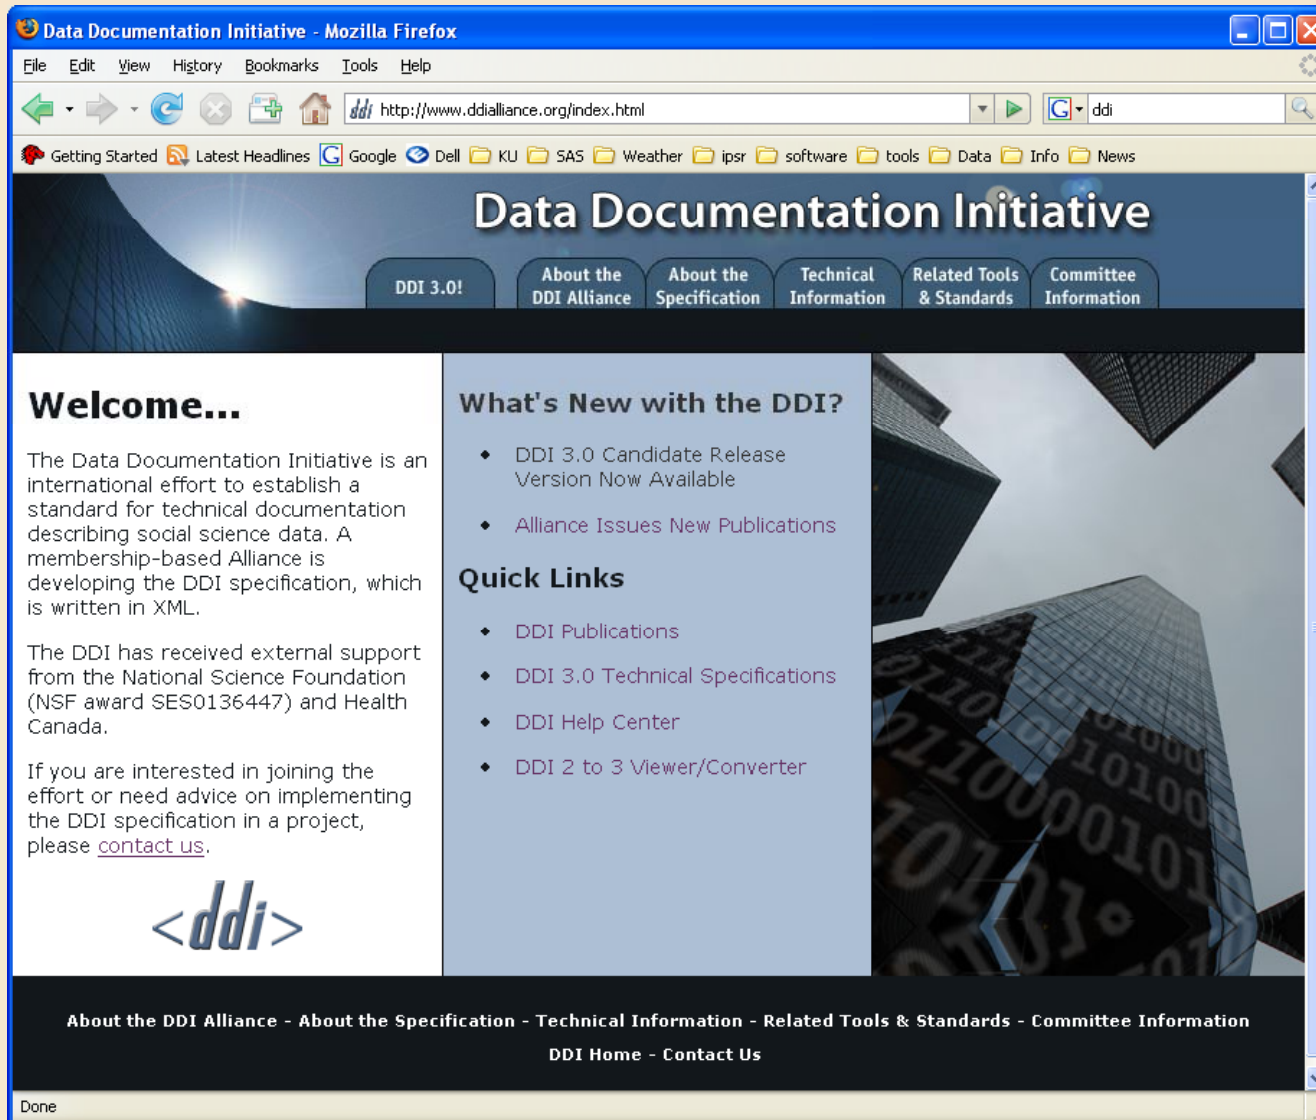 Data Documentation Initiative - Mozilla Firefox
File Edit View History Bookmarks Tools Help
ddi http://www.ddialliance.org/index.html G ddi
Getting Started Latest Headlines G Google Dell KU SAS Weather ipsr software tools Data Info News
Data Documentation Initiative
DDI 3.0!
About the
DDI Alliance
About the
Specification
Technical
Information
Related Tools
& Standards
Committee
Information
Welcome...
The Data Documentation Initiative is an
international effort to establish a
standard for technical documentation
describing social science data. A
membership-based Alliance is
developing the DDI specification, which
is written in XML.
The DDI has received external support
from the National Science Foundation
(NSF award SES0136447) and Health
Canada.
If you are interested in joining the
effort or need advice on implementing
the DDI specification in a project,
please contact us.
<ddi>
What's New with the DDI?
DDI 3.0 Candidate Release
Version Now Available
Alliance Issues New Publications
Quick Links
DDI Publications
DDI 3.0 Technical Specifications
DDI Help Center
DDI 2 to 3 Viewer/Converter
About the DDI Alliance - About the Specification - Technical Information - Related Tools & Standards - Committee Information
DDI Home - Contact Us
Done